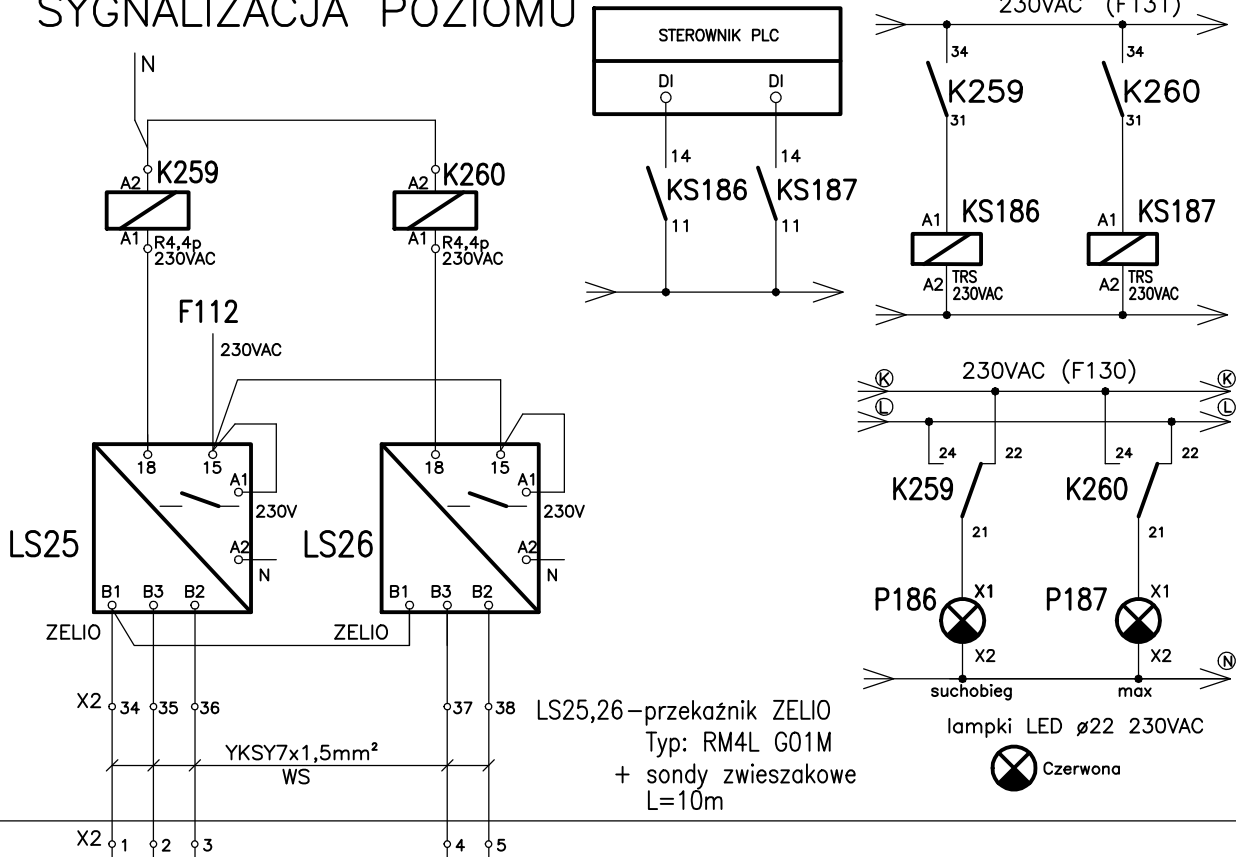 SYGNALIZACJA POZIOMU
N
A2 K259
A1 R4,4p
230VAC
A2 K260
A1 R4,4p
230VAC
F112
230VAC
18 15
A1
230V
A2
N
LS25
B1 B3 B2
ZELIO
18 15
A1
230V
A2
N
LS26
B1 B3 B2
ZELIO
X2 34 35 36 37 38
YKSY7x1,5mm²
WS
X2 1 2 3 4 5
STEROWNIK PLC
DI DI
14 14
KS186 KS187
11 11
230VAC (F131)
34 34
K259 K260
31 31
A1 KS186 A1 KS187
A2 TRS A2 TRS
230VAC 230VAC
230VAC (F130)
K K
L L
24 22 24 22
K259 K260
21 21
P186 X1 P187 X1
X2 X2
N
suchobieg max
lampki LED ø22 230VAC
Czerwona
LS25,26–przekaźnik ZELIO
Typ: RM4L G01M
+ sondy zwieszakowe
L=10m